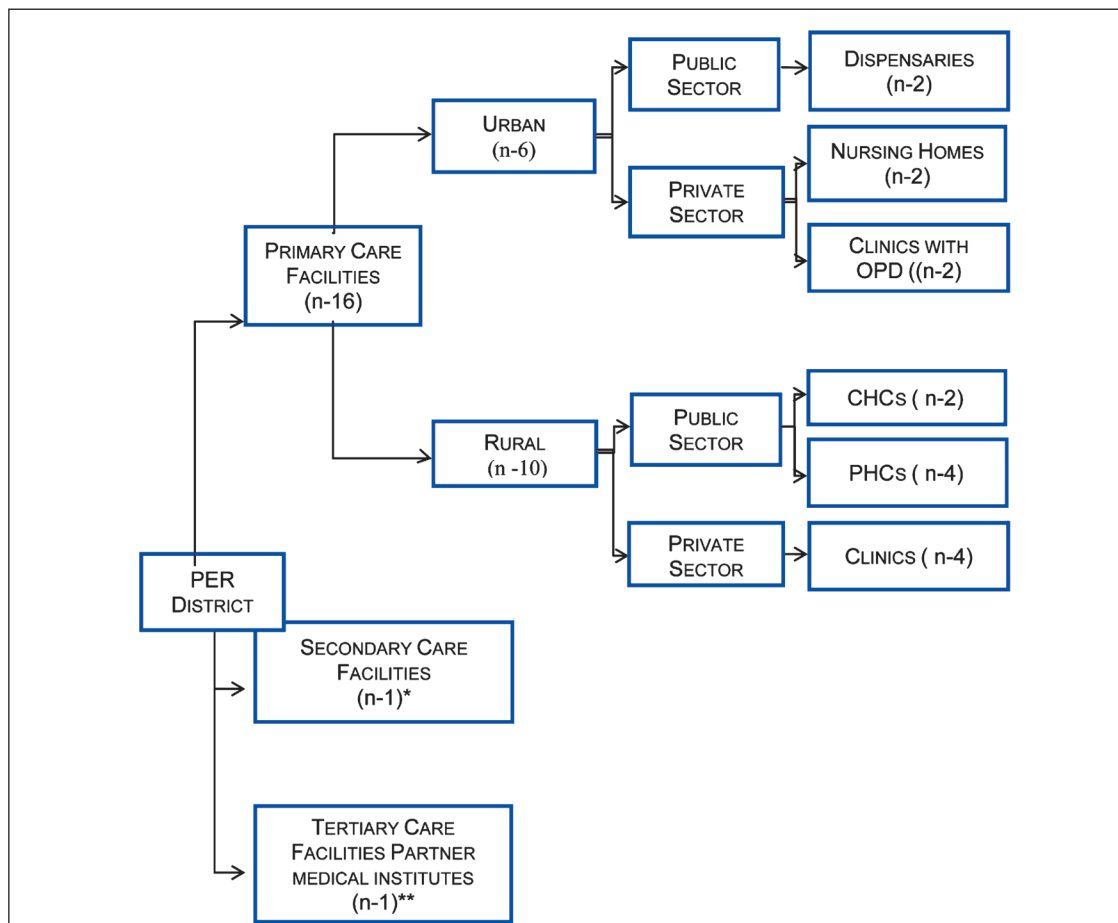 PUBLIC
SECTOR
DISPENSARIES
(n-2)
URBAN
(n-6)
NURSING HOMES
(n-2)
PRIVATE
SECTOR
CLINICS WITH
OPD ((n-2)
PRIMARY CARE
FACILITIES
(n-16)
CHCS ( n-2)
PUBLIC
SECTOR
RURAL
(n -10)
PHCS ( n-4)
PRIVATE
SECTOR
CLINICS ( n-4)
PER
DISTRICT
SECONDARY CARE
FACILITIES
(n-1)*
TERTIARY CARE
FACILITIES PARTNER
MEDICAL INSTITUTES
(n-1)**